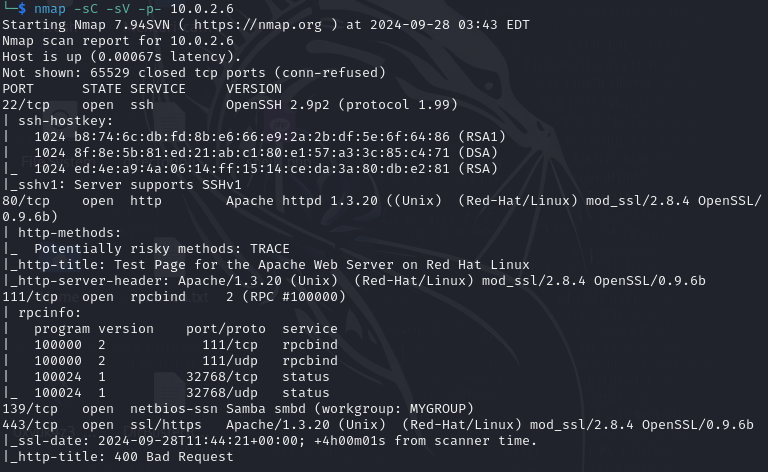 └─$ nmap -sC -sV -p- 10.0.2.6
Starting Nmap 7.94SVN ( https://nmap.org ) at 2024-09-28 03:43 EDT
Nmap scan report for 10.0.2.6
Host is up (0.00067s latency).
Not shown: 65529 closed tcp ports (conn-refused)
PORT      STATE SERVICE     VERSION
22/tcp    open  ssh         OpenSSH 2.9p2 (protocol 1.99)
| ssh-hostkey:
|   1024 b8:74:6c:db:fd:8b:e6:66:e9:2a:2b:df:5e:6f:64:86 (RSA1)
|   1024 8f:8e:5b:81:ed:21:ab:c1:80:e1:57:a3:3c:85:c4:71 (DSA)
|_  1024 ed:4e:a9:4a:06:14:ff:15:14:ce:da:3a:80:db:e2:81 (RSA)
|_sshv1: Server supports SSHv1
80/tcp    open  http        Apache httpd 1.3.20 ((Unix)  (Red-Hat/Linux) mod_ssl/2.8.4 OpenSSL/
0.9.6b)
| http-methods:
|_  Potentially risky methods: TRACE
|_http-title: Test Page for the Apache Web Server on Red Hat Linux
|_http-server-header: Apache/1.3.20 (Unix)  (Red-Hat/Linux) mod_ssl/2.8.4 OpenSSL/0.9.6b
111/tcp   open  rpcbind     2 (RPC #100000)
| rpcinfo:
|   program version    port/proto  service
|   100000  2            111/tcp   rpcbind
|   100000  2            111/udp   rpcbind
|   100024  1          32768/tcp   status
|_  100024  1          32768/udp   status
139/tcp   open  netbios-ssn Samba smbd (workgroup: MYGROUP)
443/tcp   open  ssl/https   Apache/1.3.20 (Unix)  (Red-Hat/Linux) mod_ssl/2.8.4 OpenSSL/0.9.6b
|_ssl-date: 2024-09-28T11:44:21+00:00; +4h00m01s from scanner time.
|_http-title: 400 Bad Request